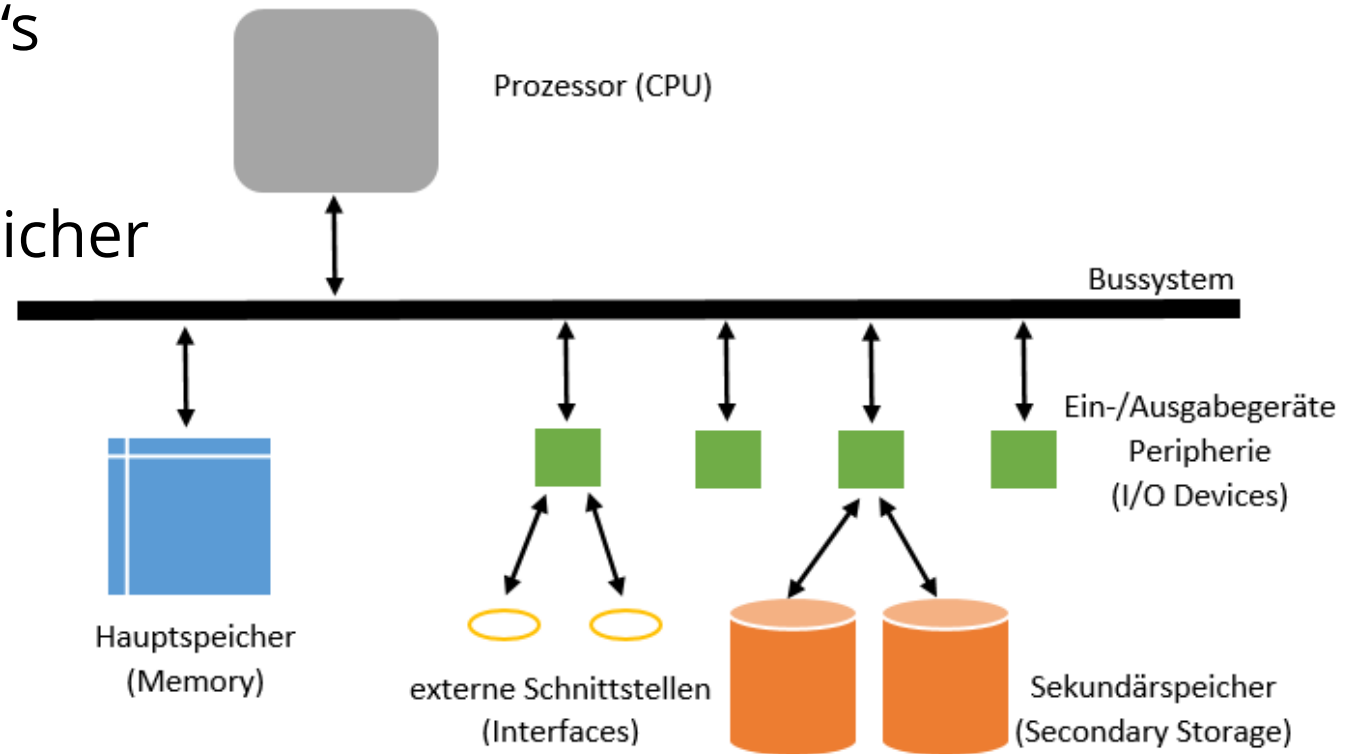 ‘s
Prozessor (CPU)
icher
Bussystem
Ein-/Ausgabegeräte
Peripherie
(I/O Devices)
Hauptspeicher
(Memory)
externe Schnittstellen
(Interfaces)
Sekundärspeicher
(Secondary Storage)